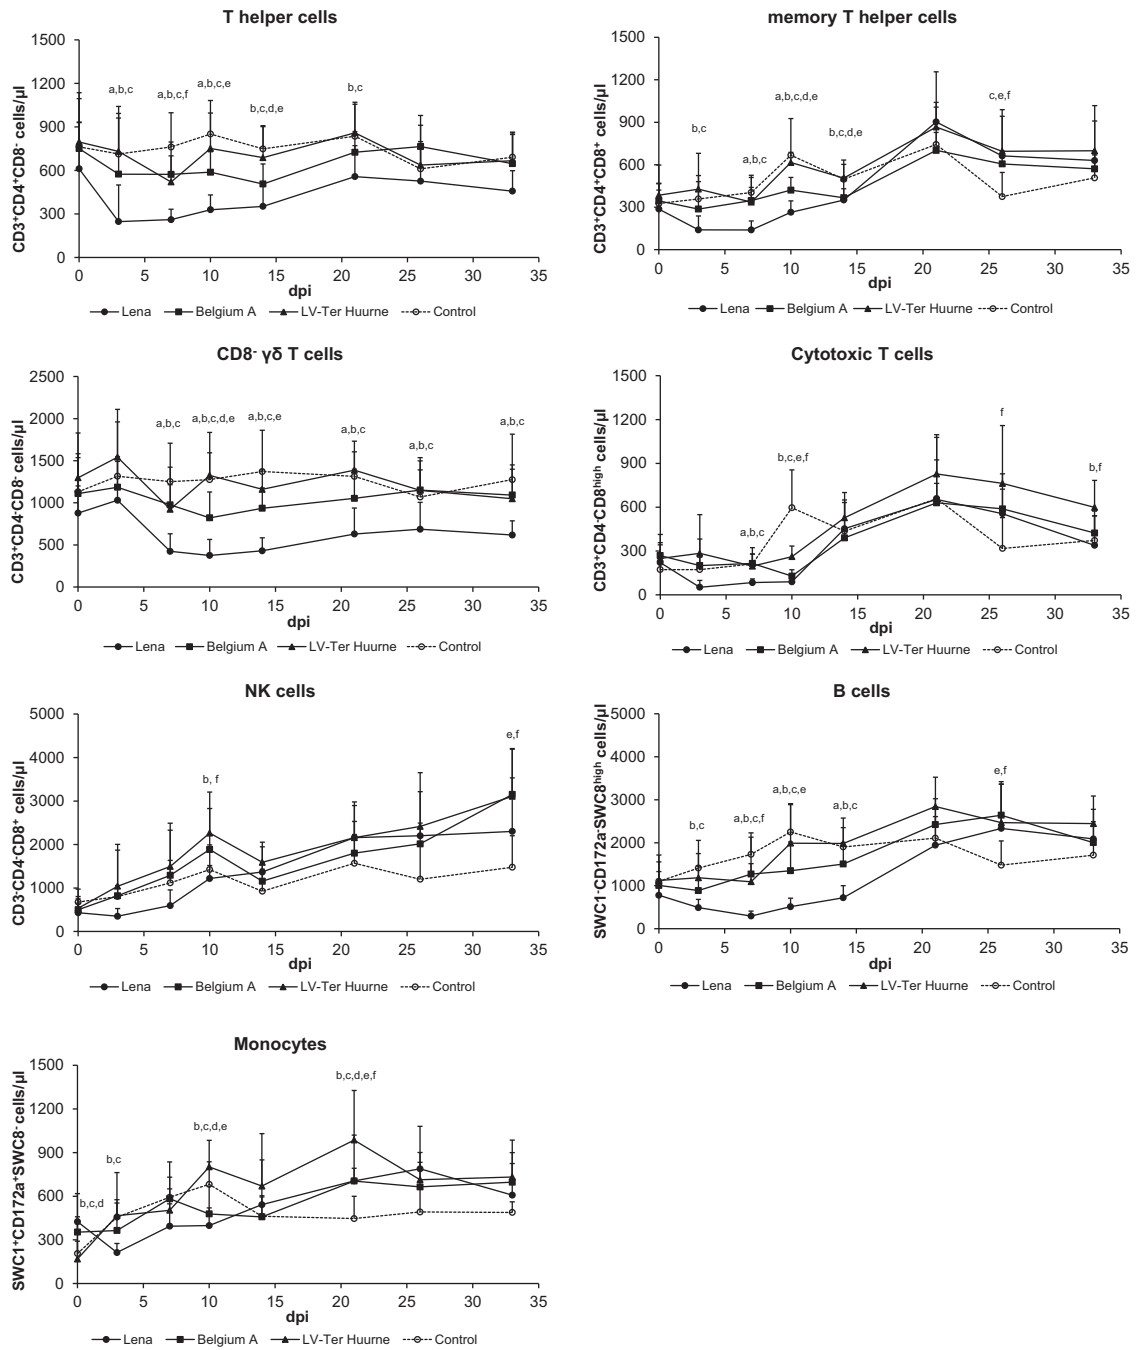 T helper cells
CD3⁺CD4⁺CD8⁻ cells/µl
1500
1200
900
600
300
0
a,b,c
a,b,c,f
a,b,c,e
b,c,d,e
b,c
0 5 10 15 20 25 30 35
dpi
Lena Belgium A LV-Ter Huurne Control
memory T helper cells
CD3⁺CD4⁺CD8⁺ cells/µl
1500
1200
900
600
300
0
b,c
a,b,c
a,b,c,d,e
b,c,d,e
c,e,f
0 5 10 15 20 25 30 35
dpi
Lena Belgium A LV-Ter Huurne Control
CD8⁻ γδ T cells
CD3⁺CD4⁻CD8⁻ cells/µl
2500
2000
1500
1000
500
0
a,b,c
a,b,c,d,e
a,b,c,e
a,b,c
a,b,c
a,b,c
0 5 10 15 20 25 30 35
dpi
Lena Belgium A LV-Ter Huurne Control
Cytotoxic T cells
CD3⁺CD4⁻CD8ʰⁱᵍʰ cells/µl
1500
1200
900
600
300
0
a,b,c
b,c,e,f
f
b,f
0 5 10 15 20 25 30 35
dpi
Lena Belgium A LV-Ter Huurne Control
NK cells
CD3⁻CD4⁻CD8⁺ cells/µl
5000
4000
3000
2000
1000
0
b, f
e,f
0 5 10 15 20 25 30 35
dpi
Lena Belgium A LV-Ter Huurne Control
B cells
SWC1⁻CD172a⁻SWC8ʰⁱᵍʰ cells/µl
5000
4000
3000
2000
1000
0
b,c
a,b,c,f
a,b,c,e
a,b,c
e,f
0 5 10 15 20 25 30 35
dpi
Lena Belgium A LV-Ter Huurne Control
Monocytes
SWC1⁺CD172a⁺SWC8⁻ cells/µl
1500
1200
900
600
300
0
b,c,d
b,c
b,c,d,e
b,c,d,e,f
0 5 10 15 20 25 30 35
dpi
Lena Belgium A LV-Ter Huurne Control